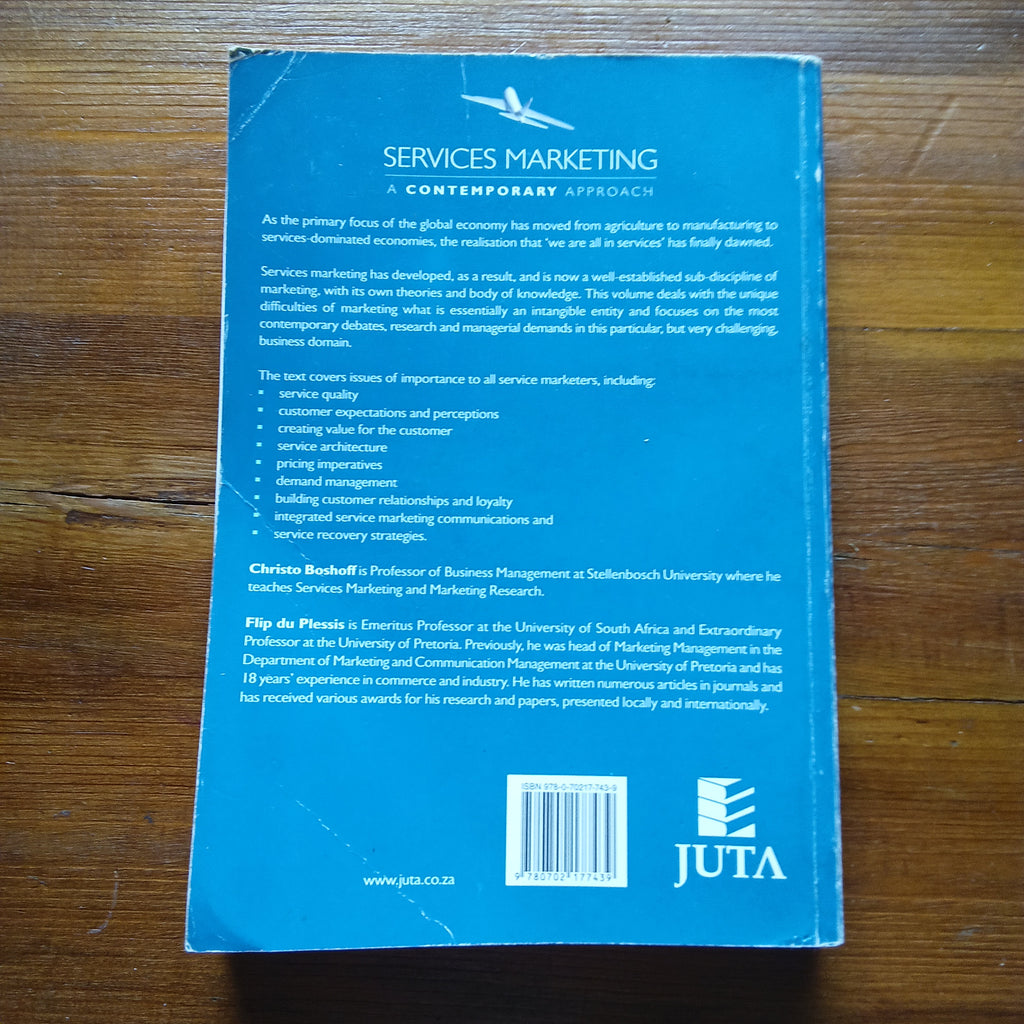 SERVICES MARKETING
A CONTEMPORARY APPROACH
As the primary focus of the global economy has moved from agriculture to manufacturing to
services-dominated economies, the realisation that 'we are all in services' has finally dawned.
Services marketing has developed, as a result, and is now a well-established sub-discipline of
marketing, with its own theories and body of knowledge. This volume deals with the unique
difficulties of marketing what is essentially an intangible entity and focuses on the most
contemporary debates, research and managerial demands in this particular, but very challenging,
business domain.
The text covers issues of importance to all service marketers, including:
▪ service quality
▪ customer expectations and perceptions
▪ creating value for the customer
▪ service architecture
▪ pricing imperatives
▪ demand management
▪ building customer relationships and loyalty
▪ integrated service marketing communications and
▪ service recovery strategies.
Christo Boshoff is Professor of Business Management at Stellenbosch University where he
teaches Services Marketing and Marketing Research.
Flip du Plessis is Emeritus Professor at the University of South Africa and Extraordinary
Professor at the University of Pretoria. Previously, he was head of Marketing Management in the
Department of Marketing and Communication Management at the University of Pretoria and has
18 years' experience in commerce and industry. He has written numerous articles in journals and
has received various awards for his research and papers, presented locally and internationally.
ISBN 978-0-70217-743-9
9 780702 177439
www.juta.co.za
JUTA